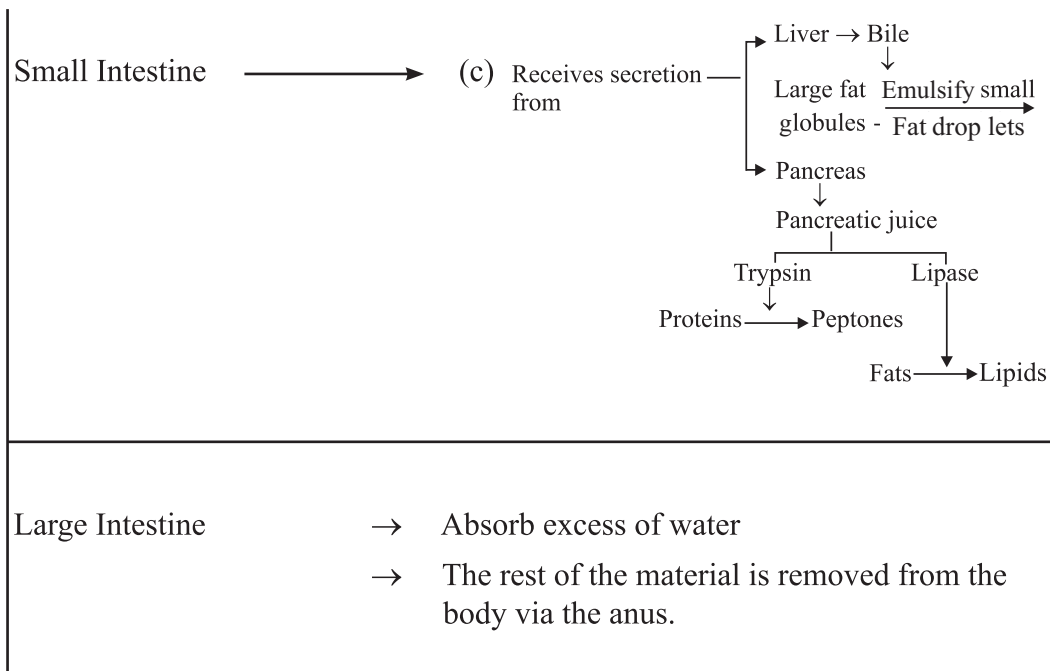 Small Intestine → (c) Receives secretion from
Liver → Bile
↓
Large fat globules - Emulsify small Fat drop lets →
Pancreas
↓
Pancreatic juice
Trypsin Lipase
↓
Proteins → Peptones
Fats → Lipids
Large Intestine → Absorb excess of water
→ The rest of the material is removed from the
body via the anus.